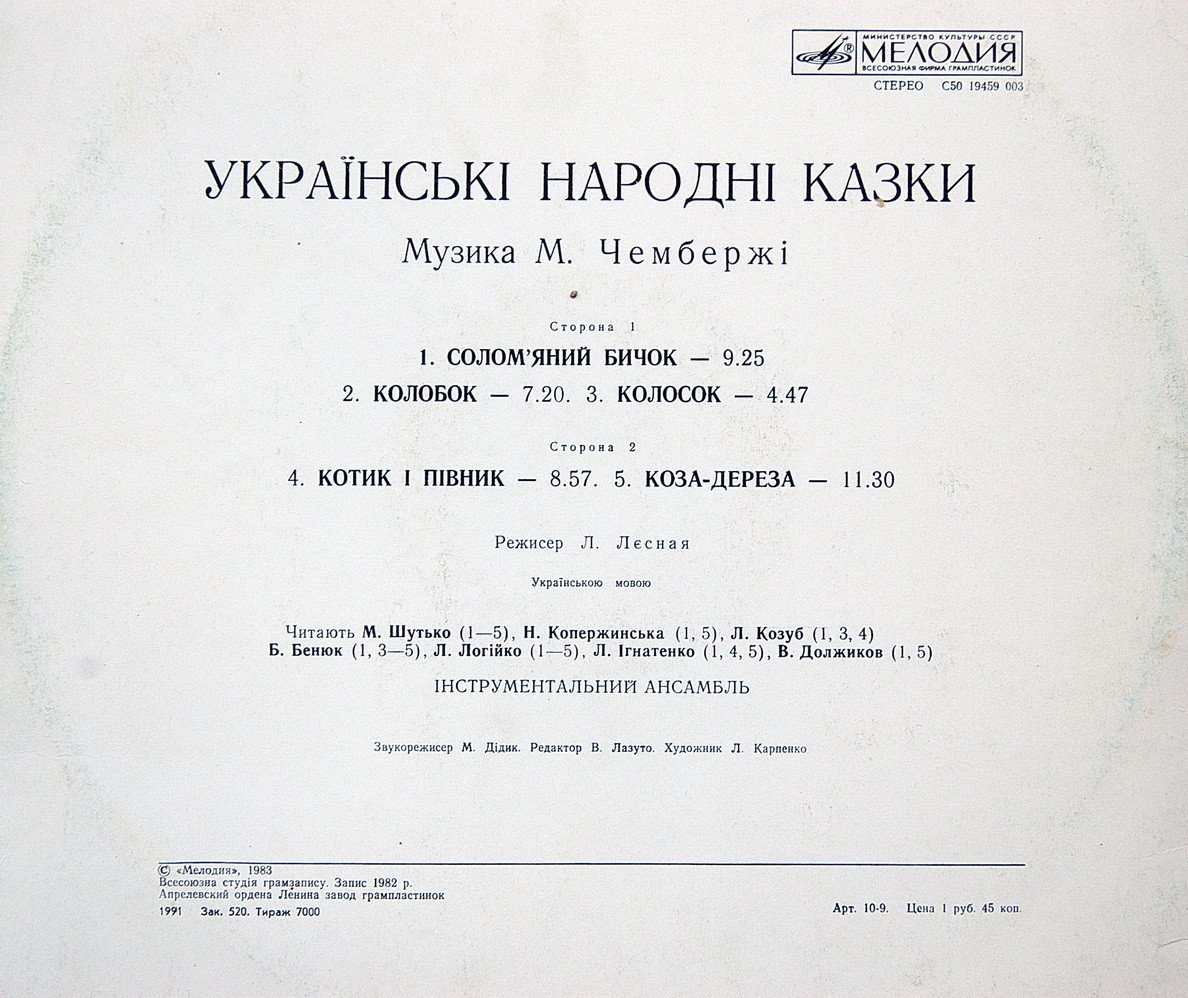 МИНИСТЕРСТВО КУЛЬТУРЫ СССР
МЕЛОДИЯ
ВСЕСОЮЗНАЯ ФИРМА ГРАМПЛАСТИНОК
СТЕРЕО С50 19459 003
УКРАЇНСЬКІ НАРОДНІ КАЗКИ
Музика М. Чембержі
Сторона 1
1. СОЛОМ’ЯНИЙ БИЧОК — 9.25
2. КОЛОБОК — 7.20. 3. КОЛОСОК — 4.47
Сторона 2
4. КОТИК І ПІВНИК — 8.57. 5. КОЗА-ДЕРЕЗА — 11.30
Режисер Л. Лєсная
Українською мовою
Читають М. Шутько (1—5), Н. Копержинська (1, 5), Л. Козуб (1, 3, 4)
Б. Бенюк (1, 3—5), Л. Логійко (1—5), Л. Ігнатенко (1, 4, 5), В. Должиков (1, 5)
ІНСТРУМЕНТАЛЬНИЙ АНСАМБЛЬ
Звукорежисер М. Дідик. Редактор В. Лазуто. Художник Л. Карпенко
© «Мелодия», 1983
Всесоюзна студія грамзапису. Запис 1982 р.
Апрелевский ордена Ленина завод грампластинок
1991 Зак. 520. Тираж 7000
Арт. 10-9. Цена 1 руб. 45 коп.